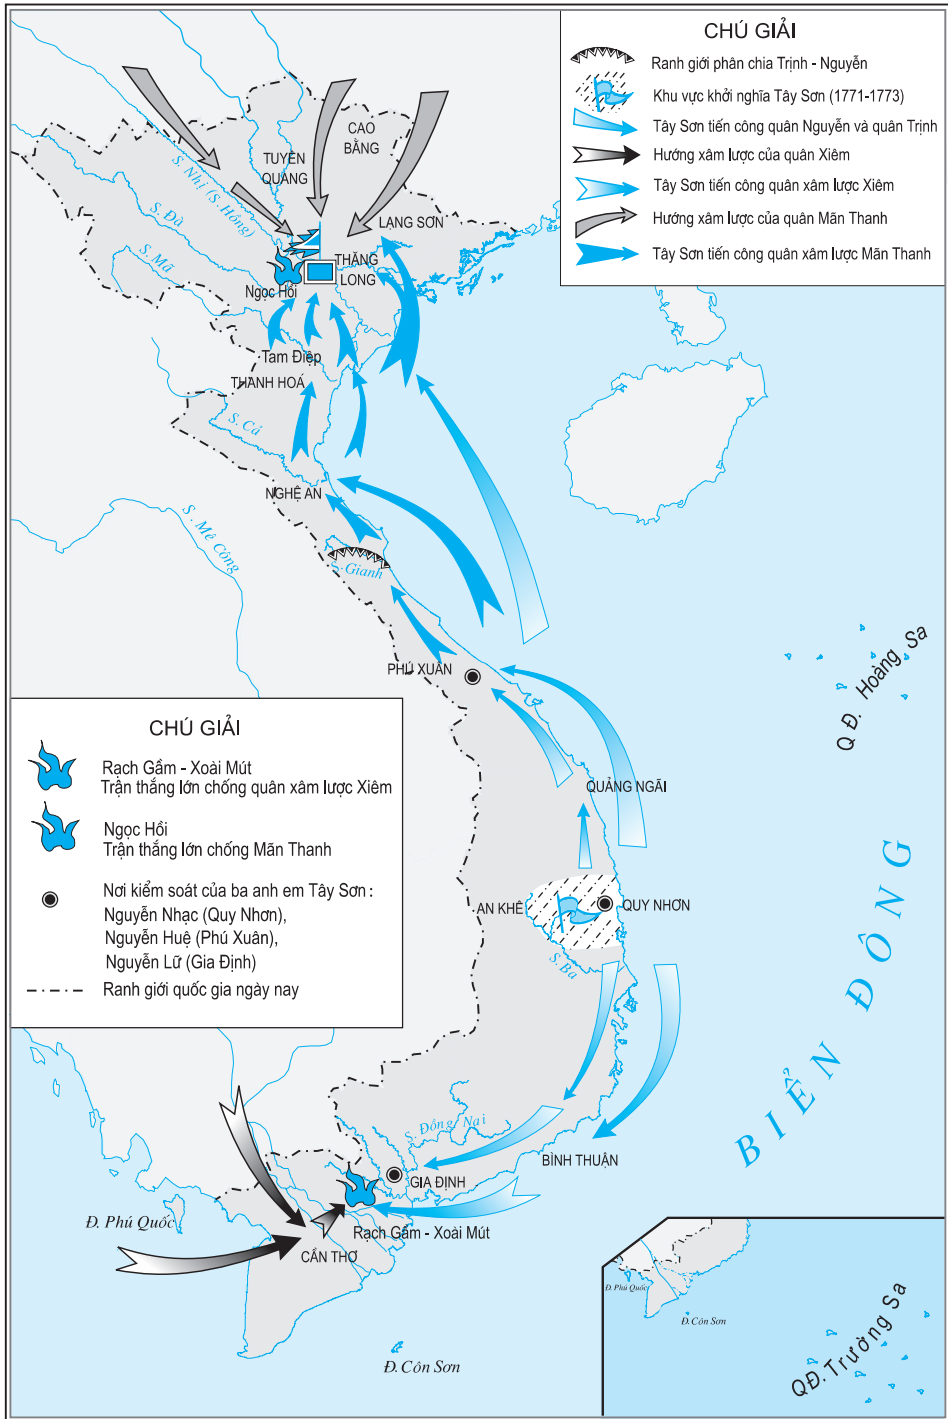 CHÚ GIẢI
Ranh giới phân chia Trịnh - Nguyễn
Khu vực khởi nghĩa Tây Sơn (1771-1773)
Tây Sơn tiến công quân Nguyễn và quân Trịnh
Hướng xâm lược của quân Xiêm
Tây Sơn tiến công quân xâm lược Xiêm
Hướng xâm lược của quân Mãn Thanh
Tây Sơn tiến công quân xâm lược Mãn Thanh
CAO
BẰNG
TUYÊN
QUANG
S. Nhị (S. Hồng)
S. Đà
S. Mã
LẠNG SƠN
THĂNG
LONG
Ngọc Hồi
Tam Điệp
THANH HOÁ
S. Cả
NGHỆ AN
S. Mê Công
S. Gianh
PHÚ XUÂN
QĐ. Hoàng Sa
CHÚ GIẢI
Rạch Gầm - Xoài Mút
Trận thắng lớn chống quân xâm lược Xiêm
Ngọc Hồi
Trận thắng lớn chống Mãn Thanh
Nơi kiểm soát của ba anh em Tây Sơn :
Nguyễn Nhạc (Quy Nhơn),
Nguyễn Huệ (Phú Xuân),
Nguyễn Lữ (Gia Định)
Ranh giới quốc gia ngày nay
QUẢNG NGÃI
AN KHÊ
QUY NHƠN
S. Ba
BIỂN ĐÔNG
S. Đồng Nai
BÌNH THUẬN
GIA ĐỊNH
Rạch Gầm - Xoài Mút
Đ. Phú Quốc
CẦN THƠ
Đ. Côn Sơn
Đ. Phú Quốc
Đ. Côn Sơn
QĐ. Trường Sa